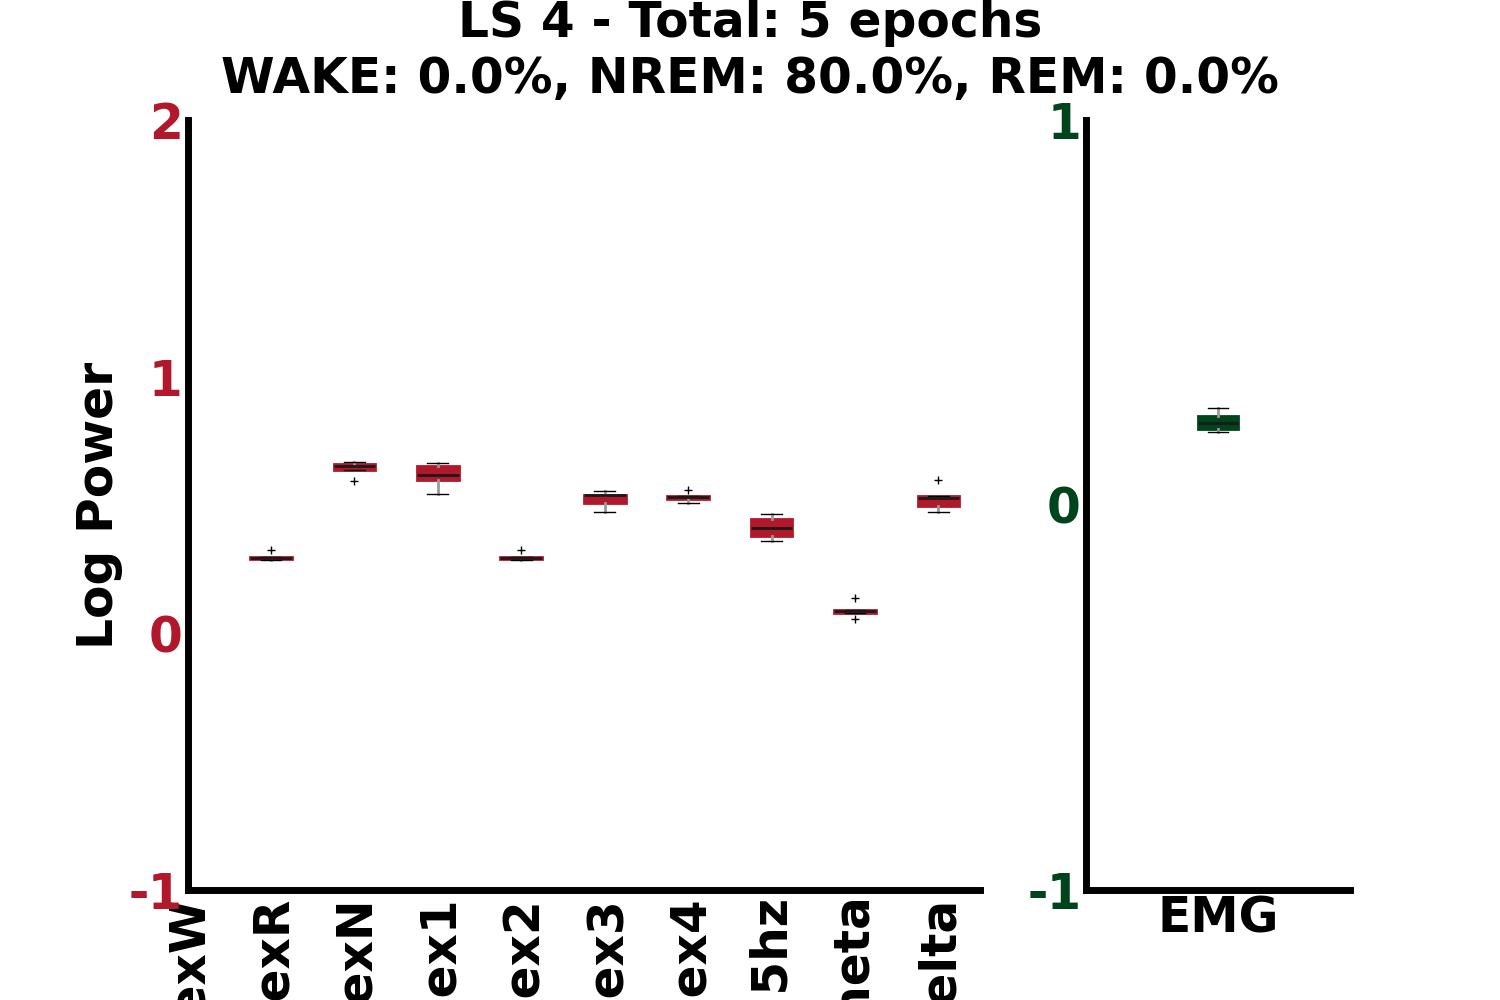 LS 4 - Total: 5 epochs
WAKE: 0.0%, NREM: 80.0%, REM: 0.0%
2
1
0
-1
Log Power
exW
exR
exN
ex1
ex2
ex3
ex4
5hz
elta
1
0
-1
EMG